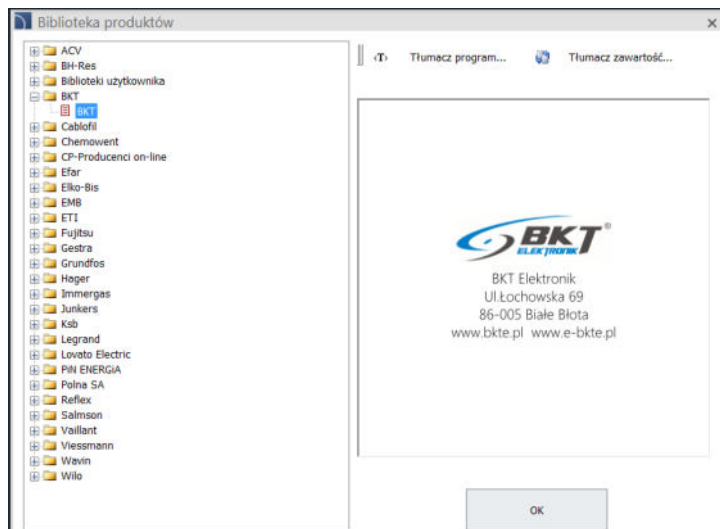 Biblioteka produktów
ACV
BH-Res
Biblioteki użytkownika
BKT
BKT
Cablofil
Chemowent
CP-Producenci on-line
Efar
Elko-Bis
EMB
ETI
Fujitsu
Gestra
Grundfos
Hager
Immergas
Junkers
Ksb
Legrand
Lovato Electric
PiN ENERGiA
Polna SA
Reflex
Salmson
Vaillant
Viessmann
Wavin
Wilo
‹T› Tłumacz program... Tłumacz zawartość...
BKT®
ELEKTRONIK
BKT Elektronik
Ul.Łochowska 69
86-005 Białe Błota
www.bkte.pl www.e-bkte.pl
OK